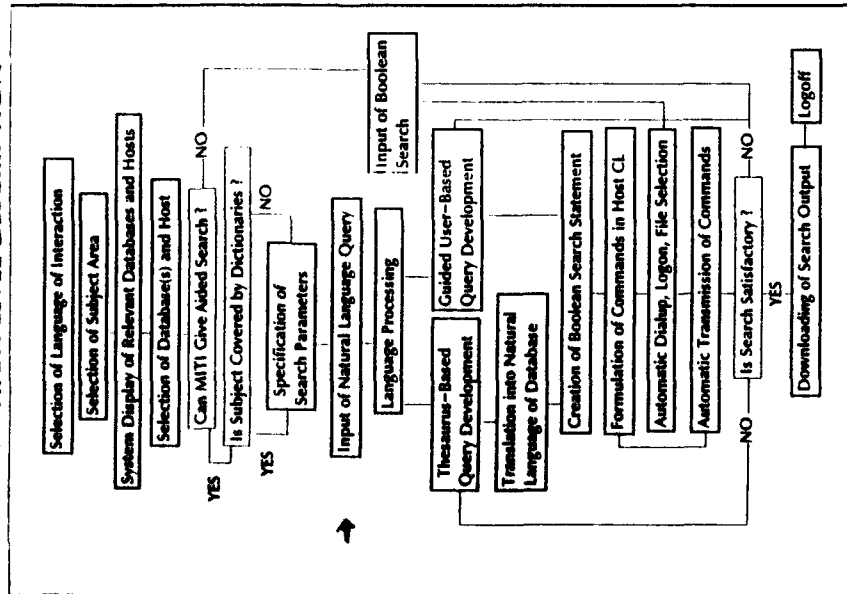 Selection of Language of Interaction
Selection of Subject Area
System Display of Relevant Databases and Hosts
Selection of Database(s) and Host
Can MITI Give Aided Search ?
NO
YES
Is Subject Covered by Dictionaries ?
YES
NO
Specification of
Search Parameters
Input of Natural Language Query
Language Processing
Input of Boolean
Search
Thesaurus-Based
Query Development
Guided User-Based
Query Development
Translation into Natural
Language of Database
Creation of Boolean Search Statement
Formulation of Commands in Host CL
Automatic Dialup, Logon, File Selection
Automatic Transmission of Commands
NO
Is Search Satisfactory ?
NO
YES
Downloading of Search Output
Logoff